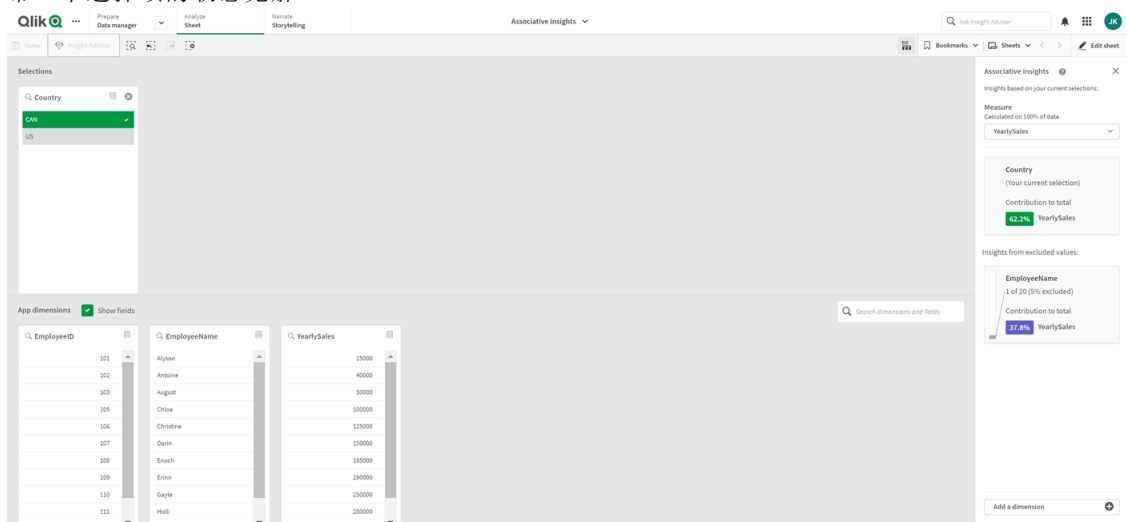 Qlik
Prepare
Data manager
Analyze
Sheet
Narrate
Storytelling
Associative Insights
Ask Insight Advisor
JK
Notes
Insight Advisor
Bookmarks
Sheets
Edit sheet
Selections
Country
CAN
US
Associative insights
Insights based on your current selections:
Measure
Calculated on 100% of data
YearlySales
Country
(Your current selection)
Contribution to total
62.2% YearlySales
Insights from excluded values:
EmployeeName
1 of 20 (5% excluded)
Contribution to total
37.8% YearlySales
Add a dimension
App dimensions
Show fields
Search dimensions and fields
EmployeeID
101
102
103
105
106
107
108
109
110
111
EmployeeName
Alyson
Antoine
August
Chloe
Christine
Darin
Enoch
Erinn
Gayle
Holli
YearlySales
15000
40000
50000
100000
125000
150000
185000
190000
250000
280000